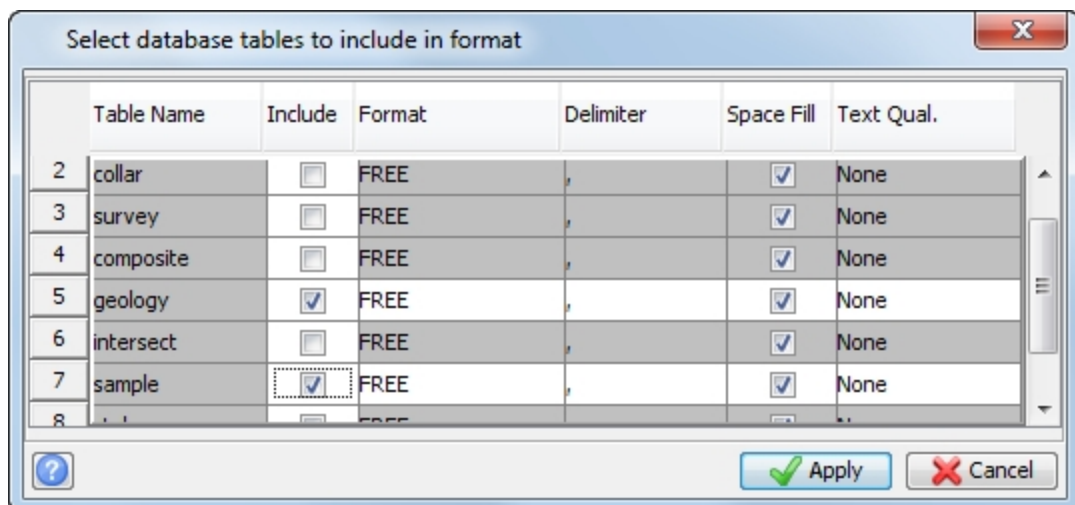 Select database tables to include in format
Table Name Include Format Delimiter Space Fill Text Qual.
2 collar FREE , None
3 survey FREE , None
4 composite FREE , None
5 geology FREE , None
6 intersect FREE , None
7 sample FREE , None
8
? Apply Cancel